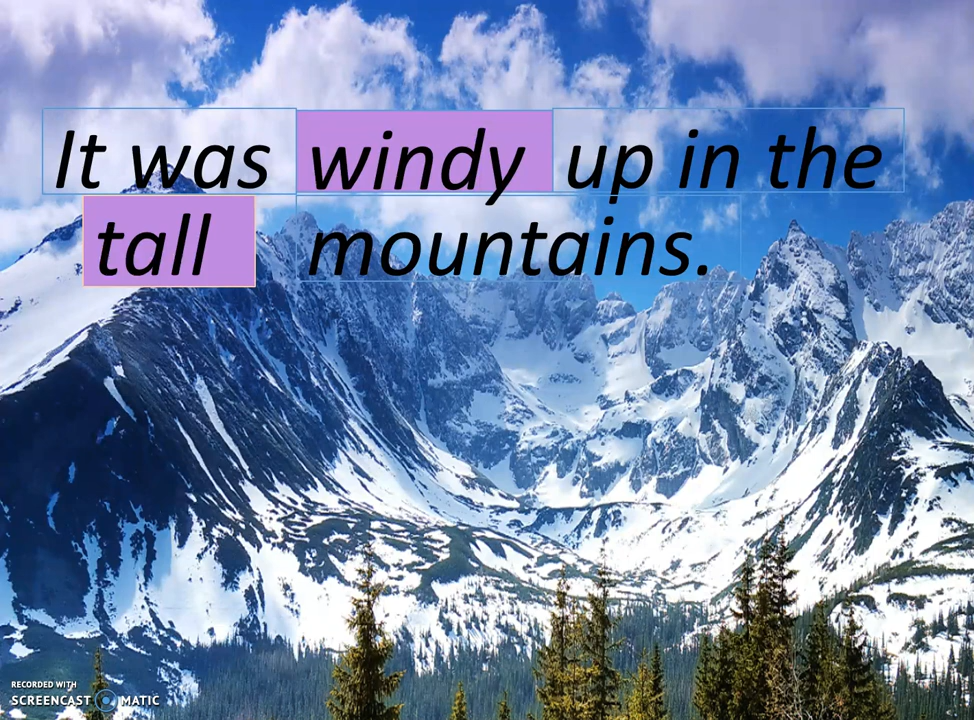 It was windy up in the
tall mountains.
RECORDED WITH
SCREENCAST MATIC